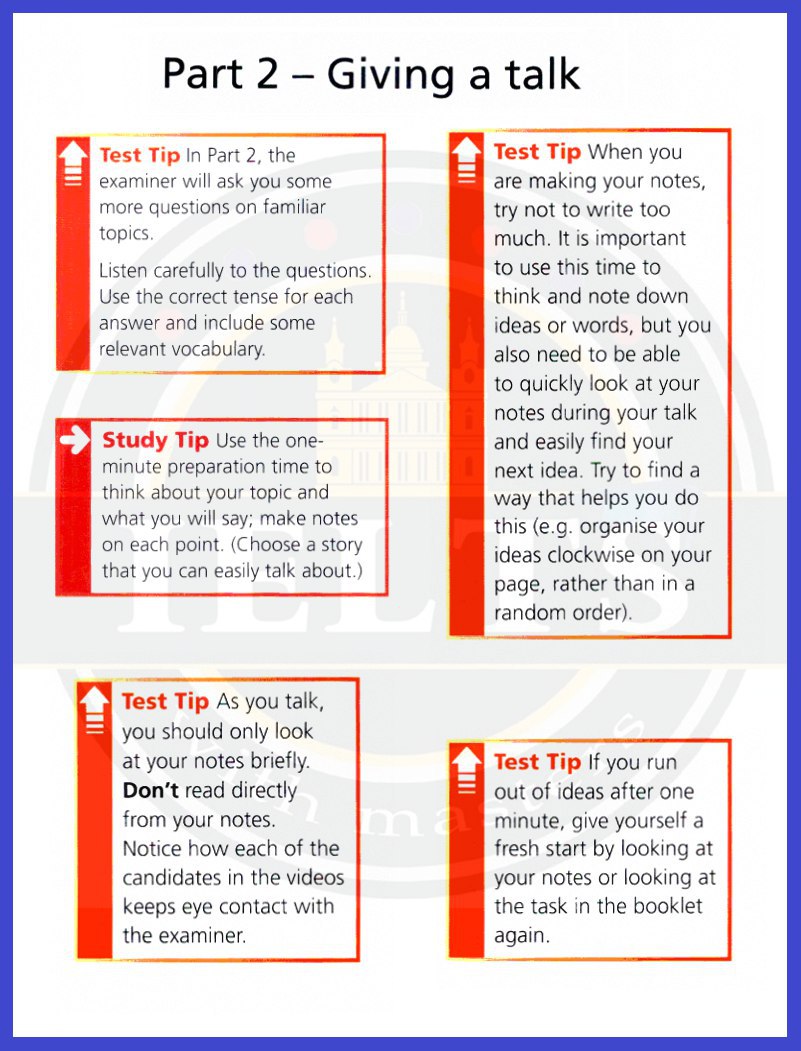 Part 2 – Giving a talk
Test Tip In Part 2, the
examiner will ask you some
more questions on familiar
topics.
Listen carefully to the questions.
Use the correct tense for each
answer and include some
relevant vocabulary.
Study Tip Use the one-
minute preparation time to
think about your topic and
what you will say; make notes
on each point. (Choose a story
that you can easily talk about.)
Test Tip As you talk,
you should only look
at your notes briefly.
Don't read directly
from your notes.
Notice how each of the
candidates in the videos
keeps eye contact with
the examiner.
Test Tip When you
are making your notes,
try not to write too
much. It is important
to use this time to
think and note down
ideas or words, but you
also need to be able
to quickly look at your
notes during your talk
and easily find your
next idea. Try to find a
way that helps you do
this (e.g. organise your
ideas clockwise on your
page, rather than in a
random order).
Test Tip If you run
out of ideas after one
minute, give yourself a
fresh start by looking at
your notes or looking at
the task in the booklet
again.
IELTS
with masters